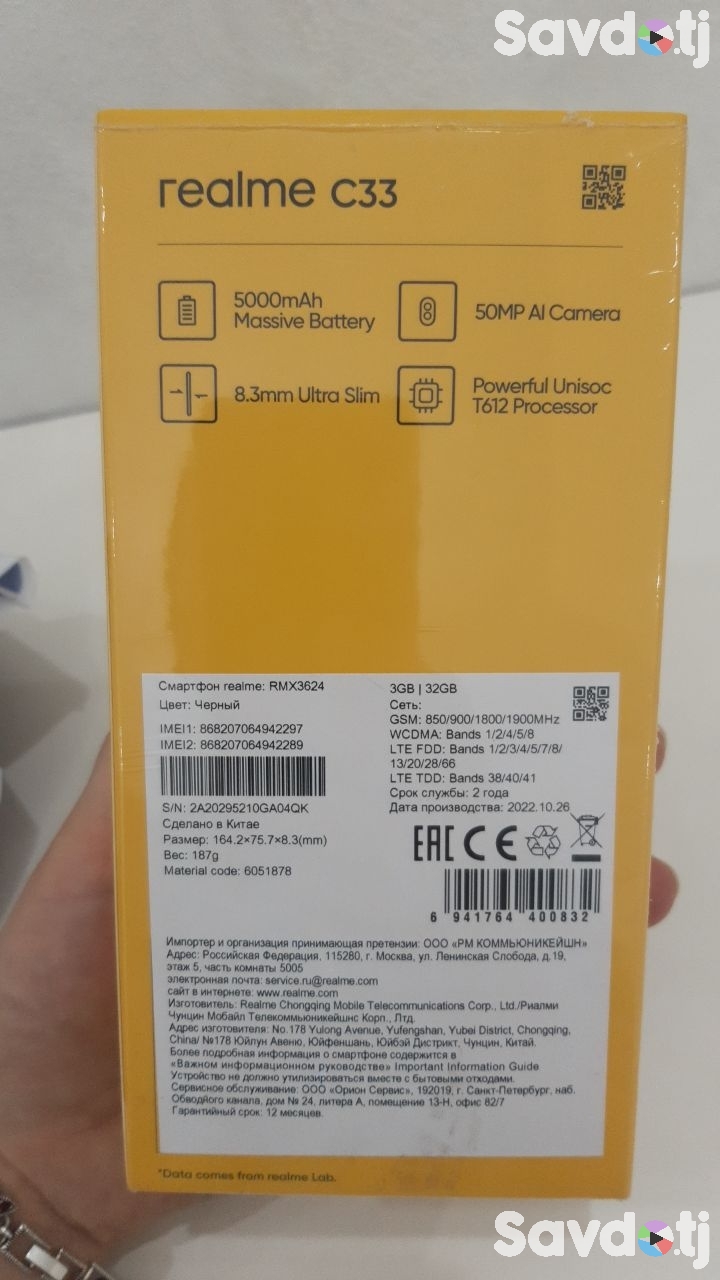 Savdo.tj
realme C33
5000mAh
Massive Battery
50MP AI Camera
8.3mm Ultra Slim
Powerful Unisoc
T612 Processor
Смартфон realme: RMX3624
Цвет: Черный
IMEI1: 868207064942297
IMEI2: 868207064942289
S/N: 2A20295210GA04QK
Сделано в Китае
Размер: 164.2×75.7×8.3(mm)
Вес: 187g
Material code: 6051878
3GB | 32GB
Сеть:
GSM: 850/900/1800/1900MHz
WCDMA: Bands 1/2/4/5/8
LTE FDD: Bands 1/2/3/4/5/7/8/
13/20/28/66
LTE TDD: Bands 38/40/41
Срок службы: 2 года
Дата производства: 2022.10.26
EAC CE
6 941764 400832
Импортер и организация принимающая претензии: ООО «РМ КОММЬЮНИКЕЙШН»
Адрес: Российская Федерация, 115280, г. Москва, ул. Ленинская Слобода, д.19,
этаж 5, часть комнаты 5005
электронная почта: service.ru@realme.com
сайт в интернете: www.realme.com
Изготовитель: Realme Chongqing Mobile Telecommunications Corp., Ltd./Риалми
Чунцин Мобайл Телекоммьюникейшнс Корп., Лтд.
Адрес изготовителя: No.178 Yulong Avenue, Yufengshan, Yubei District, Chongqing,
China/ №178 Юйлун Авеню, Юйфеншань, Юйбэй Дистрикт, Чунцин, Китай.
Более подробная информация о смартфоне содержится в
«Важном информационном руководстве» Important Information Guide
Устройство не должно утилизироваться вместе с бытовыми отходами.
Сервисное обслуживание: ООО «Орион Сервис», 192019, г. Санкт-Петербург, наб.
Обводного канала, дом № 24, литера А, помещение 13-Н, офис 82/7
Гарантийный срок: 12 месяцев.
*Data comes from realme Lab.
Savdo.tj